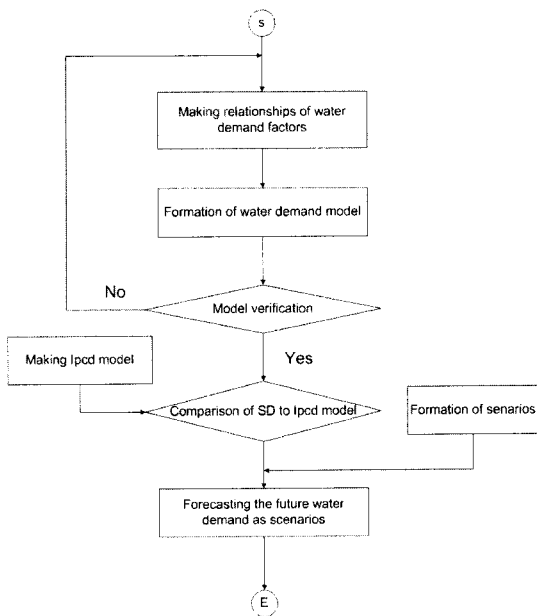 s
Making relationships of water
demand factors
Formation of water demand model
No
Model verification
Yes
Making lpcd model
Comparison of SD to lpcd model
Formation of senarios
Forecasting the future water
demand as scenarios
E